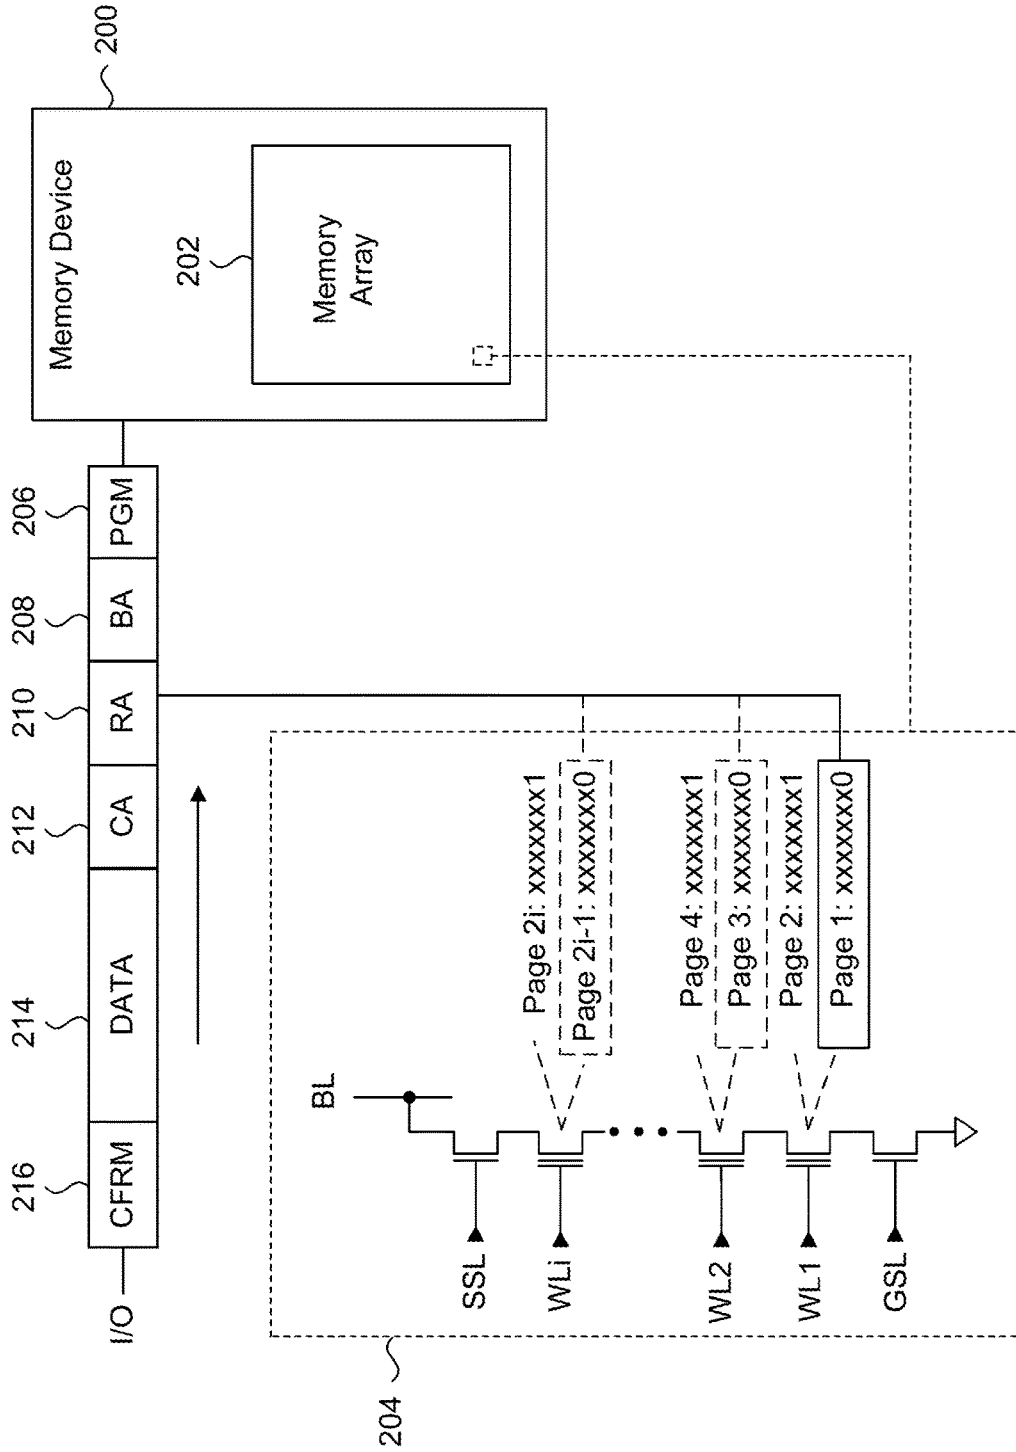 216
214
212
210
208
206
200
I/O
CFRM
DATA
CA
RA
BA
PGM
Memory Device
202
Memory
Array
204
BL
SSL
WLi
WL2
WL1
GSL
Page 2i: xxxxxxx1
Page 2i-1: xxxxxxx0
Page 4: xxxxxxx1
Page 3: xxxxxxx0
Page 2: xxxxxxx1
Page 1: xxxxxxx0